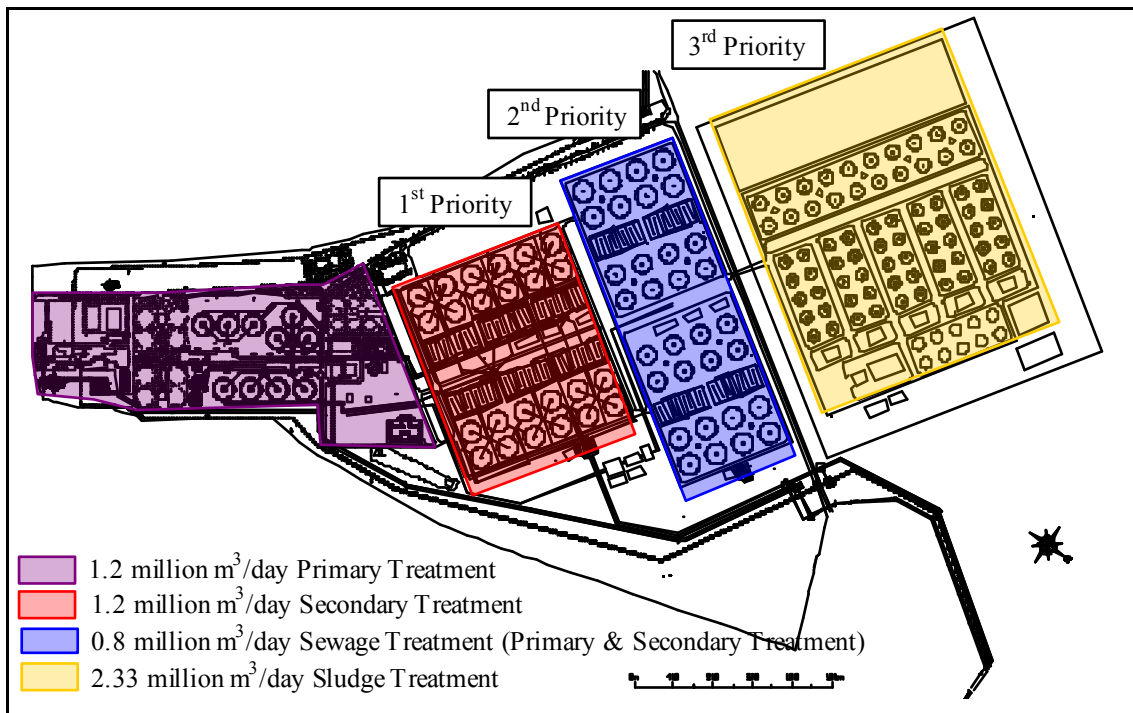 3rd Priority
2nd Priority
1st Priority
1.2 million m³/day Primary Treatment
1.2 million m³/day Secondary Treatment
0.8 million m³/day Sewage Treatment (Primary & Secondary Treatment)
2.33 million m³/day Sludge Treatment